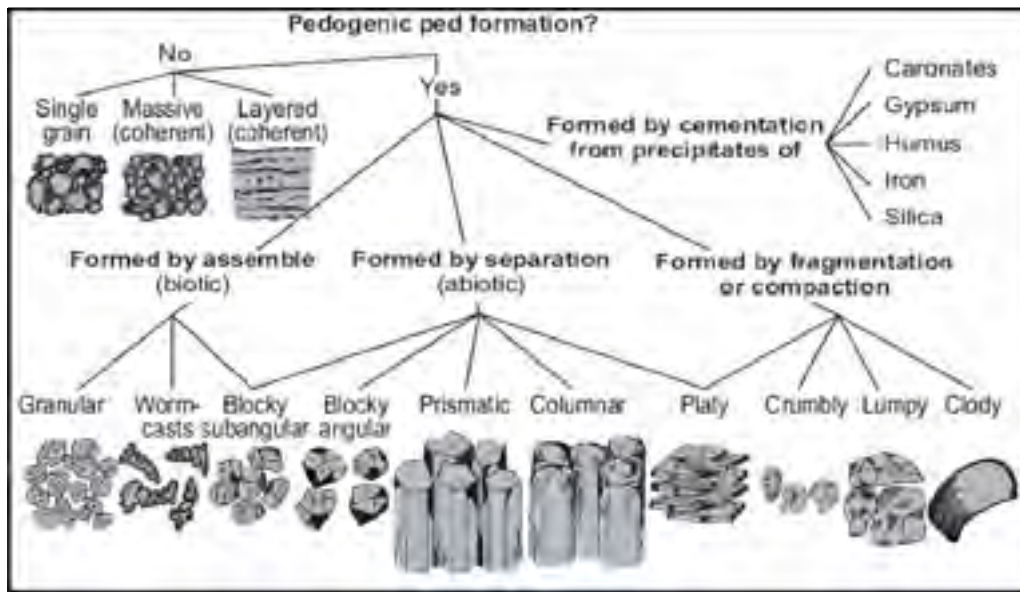 Pedogenic ped formation?
No
Yes
Single
grain
Massive
(coherent)
Layered
(coherent)
Formed by cementation
from precipitates of
Caronates
Gypsum
Humus
Iron
Silica
Formed by assemble
(biotic)
Formed by separation
(abiotic)
Formed by fragmentation
or compaction
Granular
Worm-
casts
Blocky
subangular
Blocky
angular
Prismatic
Columnar
Platy
Crumbly
Lumpy
Clody